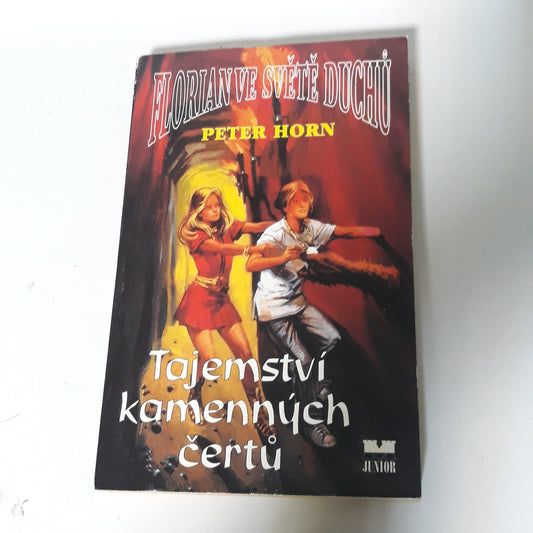 FLORIAN VE SVĚTĚ DUCHŮ
PETER HORN
Tajemství
kamenných
čertů
JUNIOR